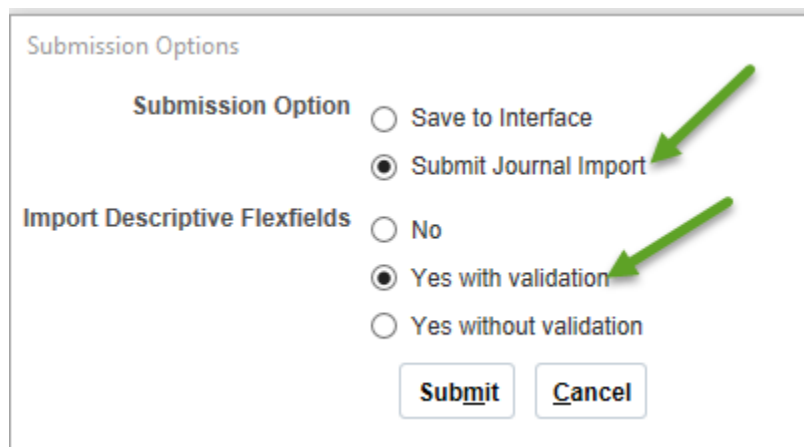 Submission Options
Submission Option
Save to Interface
Submit Journal Import
Import Descriptive Flexfields
No
Yes with validation
Yes without validation
Submit Cancel